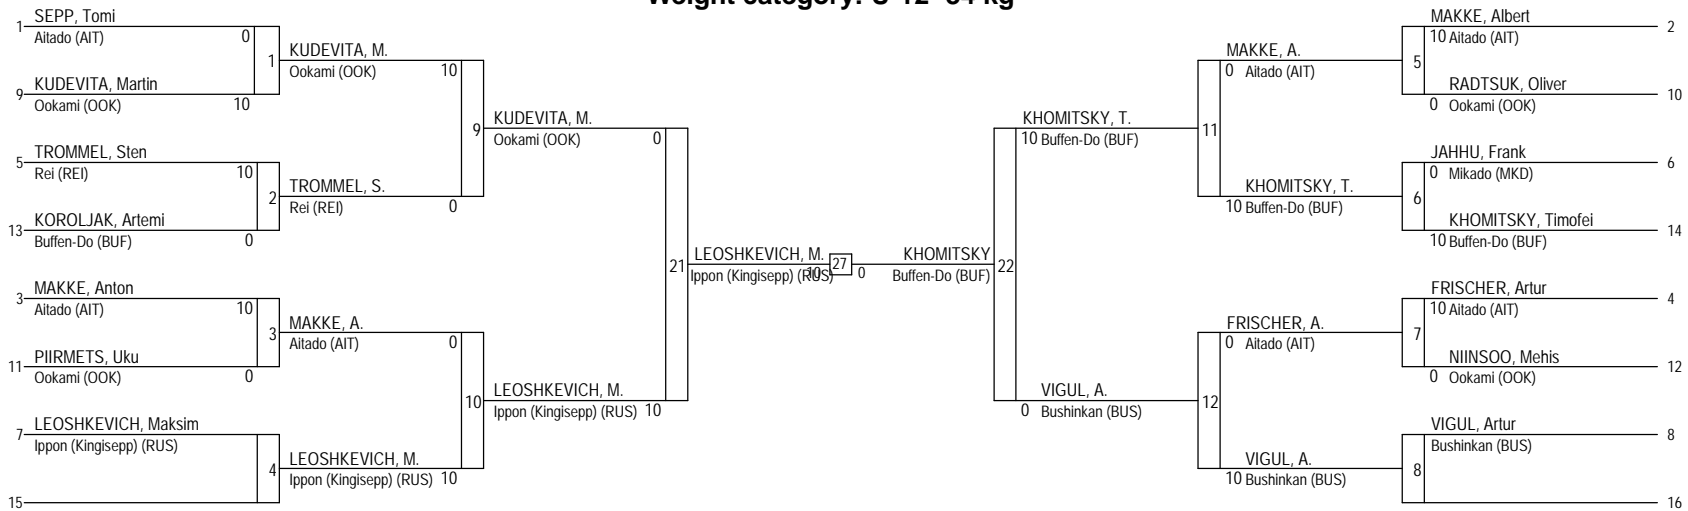 Weight category: U-12 -34 kg
1 SEPP, Tomi
Aitado (AIT) 0
9 KUDEVITA, Martin
Ookami (OOK) 10
5 TROMMEL, Sten
Rei (REI) 10
13 KOROLJAK, Artemi
Buffen-Do (BUF) 0
3 MAKKE, Anton
Aitado (AIT) 10
11 PIIRMETS, Uku
Ookami (OOK) 0
7 LEOSHKEVICH, Maksim
Ippon (Kingisepp) (RUS)
15
1 KUDEVITA, M.
Ookami (OOK) 10
2 TROMMEL, S.
Rei (REI) 0
3 MAKKE, A.
Aitado (AIT) 0
4 LEOSHKEVICH, M.
Ippon (Kingisepp) (RUS) 10
9 KUDEVITA, M.
Ookami (OOK) 0
10 LEOSHKEVICH, M.
Ippon (Kingisepp) (RUS) 10
21 LEOSHKEVICH, M.
Ippon (Kingisepp) (RUS) 10
27
KHOMITSKY 22
0 Buffen-Do (BUF)
KHOMITSKY, T. 11
10 Buffen-Do (BUF)
VIGUL, A. 12
0 Bushinkan (BUS)
MAKKE, A. 5
0 Aitado (AIT)
KHOMITSKY, T. 6
10 Buffen-Do (BUF)
FRISCHER, A. 7
0 Aitado (AIT)
VIGUL, A. 8
10 Bushinkan (BUS)
MAKKE, Albert 2
10 Aitado (AIT)
RADTSUK, Oliver 10
0 Ookami (OOK)
JAHHU, Frank 6
0 Mikado (MKD)
KHOMITSKY, Timofei 14
10 Buffen-Do (BUF)
FRISCHER, Artur 4
10 Aitado (AIT)
NIINSOO, Mehis 12
0 Ookami (OOK)
VIGUL, Artur 8
Bushinkan (BUS)
16